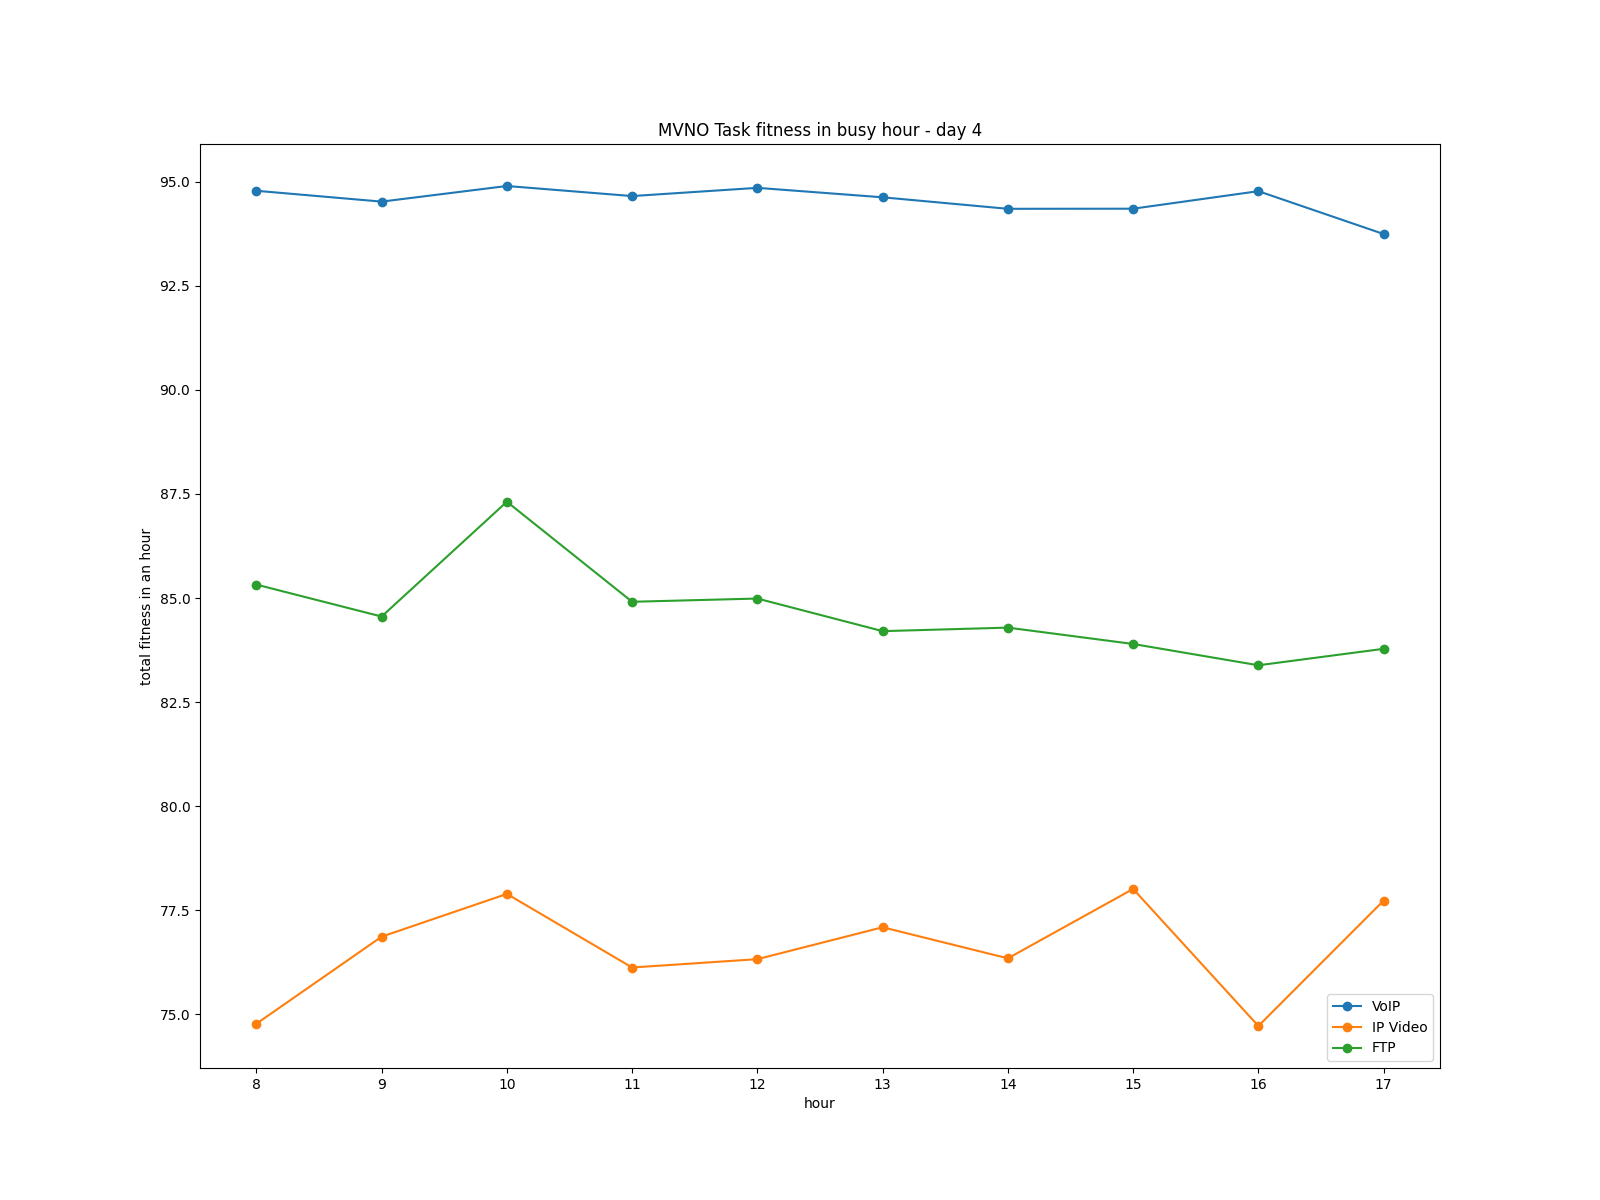 MVNO Task fitness in busy hour - day 4
95.0
92.5
90.0
87.5
85.0
82.5
80.0
77.5
75.0
total fitness in an hour
8 9 10 11 12 13 14 15 16 17
hour
VoIP
IP Video
FTP